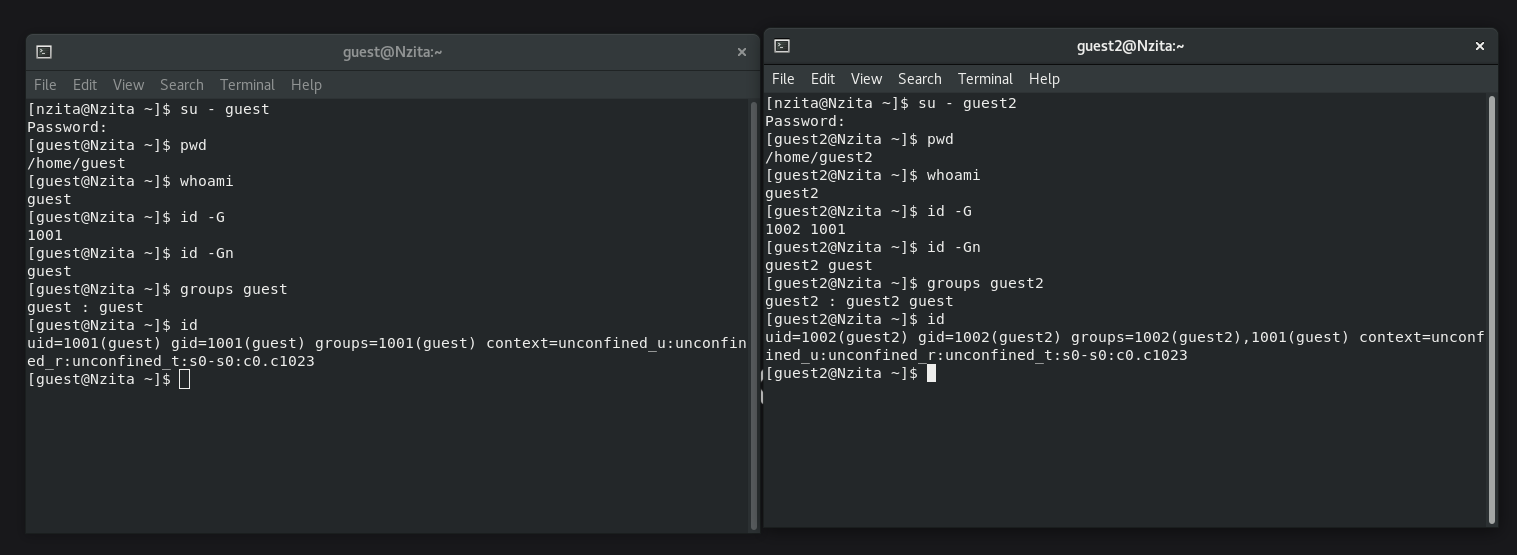 guest@Nzita:~
File Edit View Search Terminal Help
[nzita@Nzita ~]$ su - guest
Password:
[guest@Nzita ~]$ pwd
/home/guest
[guest@Nzita ~]$ whoami
guest
[guest@Nzita ~]$ id -G
1001
[guest@Nzita ~]$ id -Gn
guest
[guest@Nzita ~]$ groups guest
guest : guest
[guest@Nzita ~]$ id
uid=1001(guest) gid=1001(guest) groups=1001(guest) context=unconfined_u:unconfin
ed_r:unconfined_t:s0-s0:c0.c1023
[guest@Nzita ~]$
guest2@Nzita:~
File Edit View Search Terminal Help
[nzita@Nzita ~]$ su - guest2
Password:
[guest2@Nzita ~]$ pwd
/home/guest2
[guest2@Nzita ~]$ whoami
guest2
[guest2@Nzita ~]$ id -G
1002 1001
[guest2@Nzita ~]$ id -Gn
guest2 guest
[guest2@Nzita ~]$ groups guest2
guest2 : guest2 guest
[guest2@Nzita ~]$ id
uid=1002(guest2) gid=1002(guest2) groups=1002(guest2),1001(guest) context=unconf
ined_u:unconfined_r:unconfined_t:s0-s0:c0.c1023
[guest2@Nzita ~]$